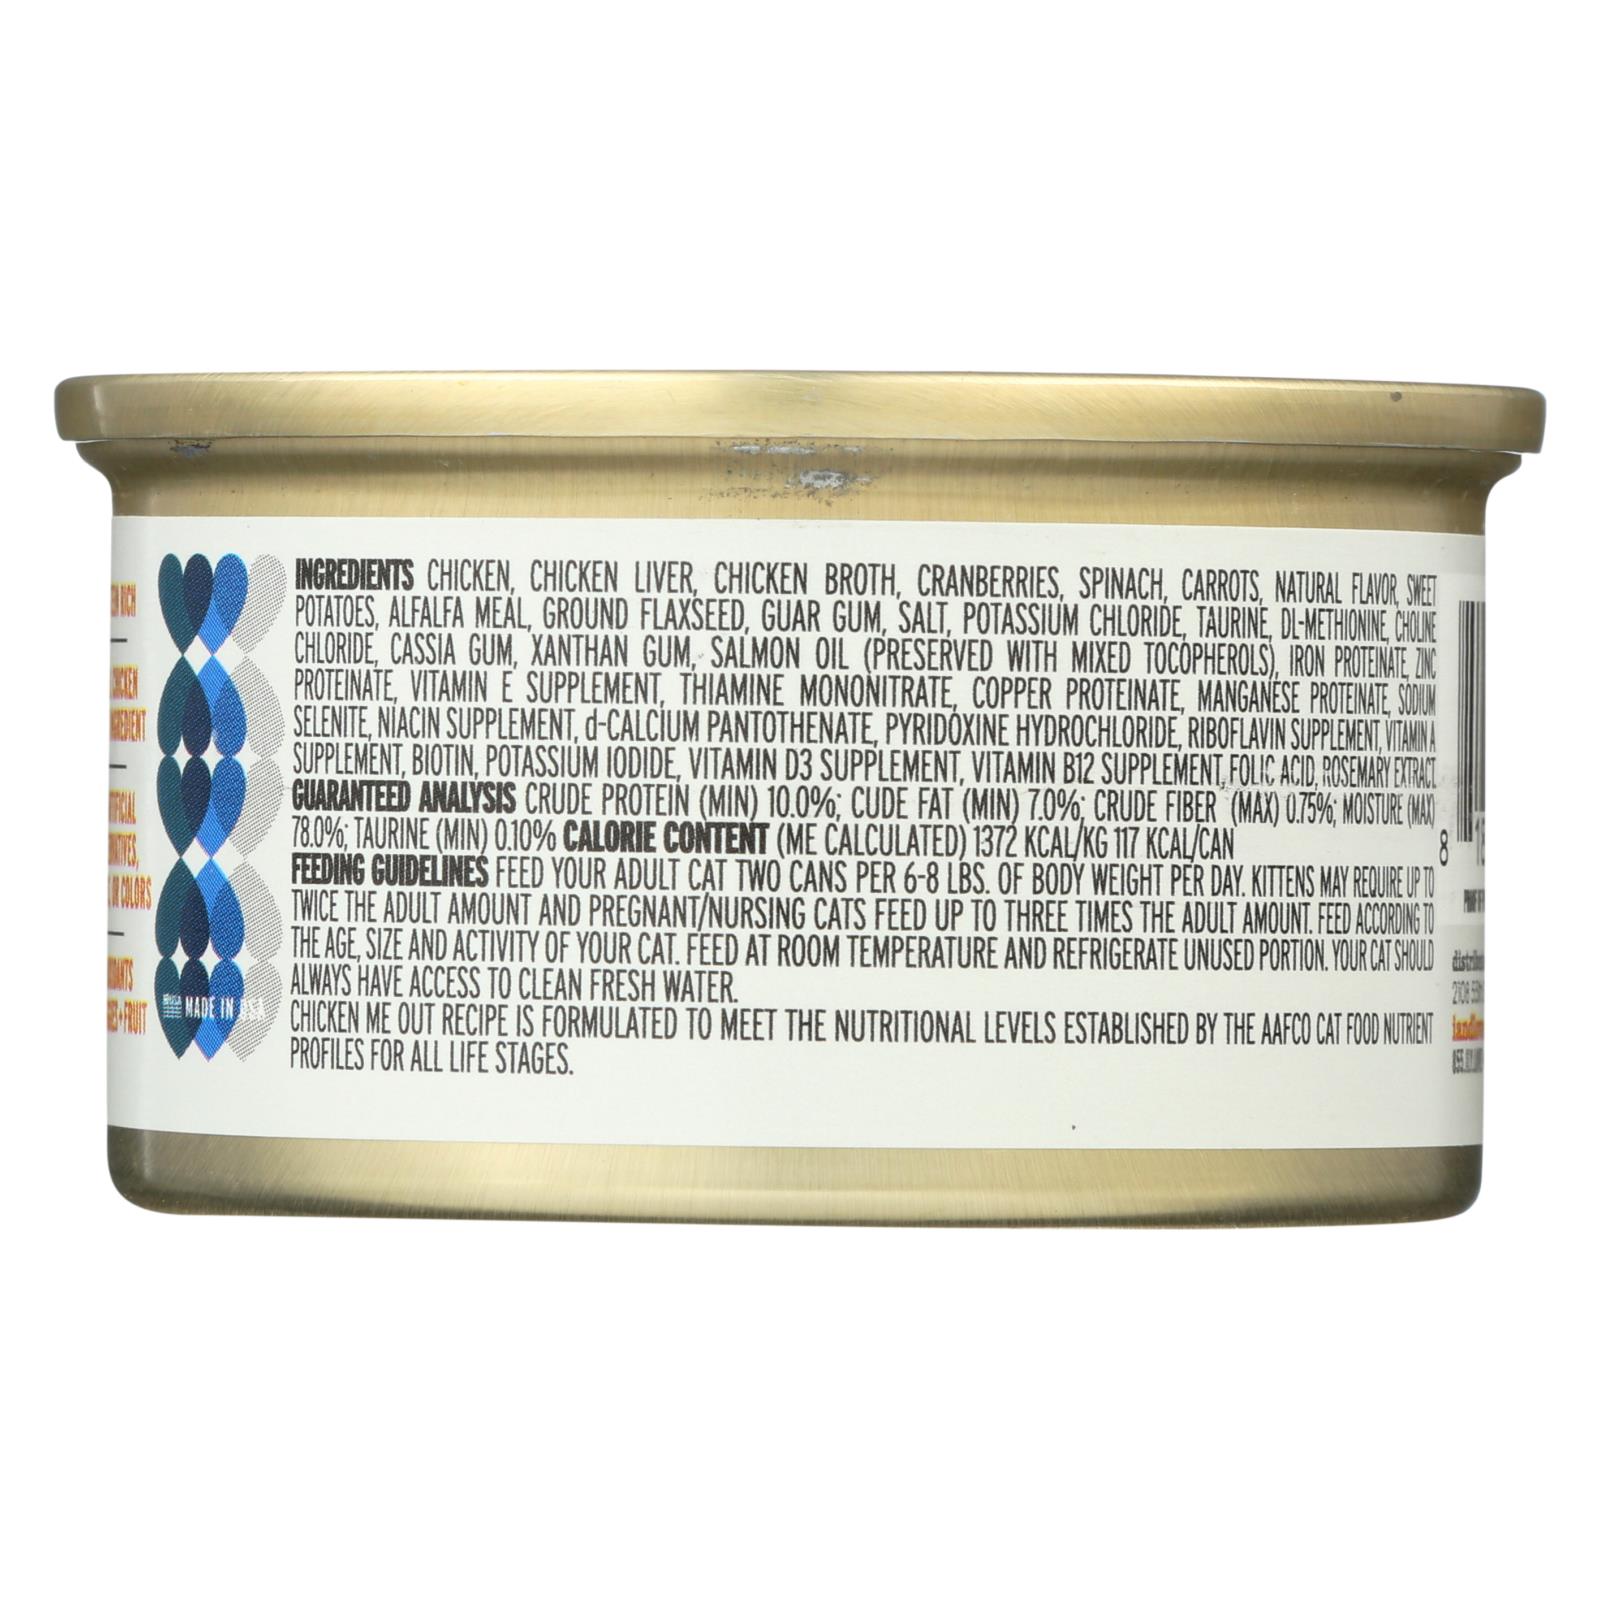 INGREDIENTS CHICKEN, CHICKEN LIVER, CHICKEN BROTH, CRANBERRIES, SPINACH, CARROTS, NATURAL FLAVOR, SWEET
POTATOES, ALFALFA MEAL, GROUND FLAXSEED, GUAR GUM, SALT, POTASSIUM CHLORIDE, TAURINE, DL-METHIONINE, CHOLINE
CHLORIDE, CASSIA GUM, XANTHAN GUM, SALMON OIL (PRESERVED WITH MIXED TOCOPHEROLS), IRON PROTEINATE, ZINC
PROTEINATE, VITAMIN E SUPPLEMENT, THIAMINE MONONITRATE, COPPER PROTEINATE, MANGANESE PROTEINATE, SODIUM
SELENITE, NIACIN SUPPLEMENT, d-CALCIUM PANTOTHENATE, PYRIDOXINE HYDROCHLORIDE, RIBOFLAVIN SUPPLEMENT, VITAMIN A
SUPPLEMENT, BIOTIN, POTASSIUM IODIDE, VITAMIN D3 SUPPLEMENT, VITAMIN B12 SUPPLEMENT, FOLIC ACID, ROSEMARY EXTRACT
GUARANTEED ANALYSIS CRUDE PROTEIN (MIN) 10.0%; CUDE FAT (MIN) 7.0%; CRUDE FIBER (MAX) 0.75%; MOISTURE (MAX)
78.0%; TAURINE (MIN) 0.10% CALORIE CONTENT (ME CALCULATED) 1372 KCAL/KG 117 KCAL/CAN
FEEDING GUIDELINES FEED YOUR ADULT CAT TWO CANS PER 6-8 LBS. OF BODY WEIGHT PER DAY. KITTENS MAY REQUIRE UP TO
TWICE THE ADULT AMOUNT AND PREGNANT/NURSING CATS FEED UP TO THREE TIMES THE ADULT AMOUNT. FEED ACCORDING TO
THE AGE, SIZE AND ACTIVITY OF YOUR CAT. FEED AT ROOM TEMPERATURE AND REFRIGERATE UNUSED PORTION. YOUR CAT SHOULD
ALWAYS HAVE ACCESS TO CLEAN FRESH WATER.
CHICKEN ME OUT RECIPE IS FORMULATED TO MEET THE NUTRITIONAL LEVELS ESTABLISHED BY THE AAFCO CAT FOOD NUTRIENT
PROFILES FOR ALL LIFE STAGES.
MADE IN USA
RICH
CHICKEN
OR COLORS
+ FRUIT
8